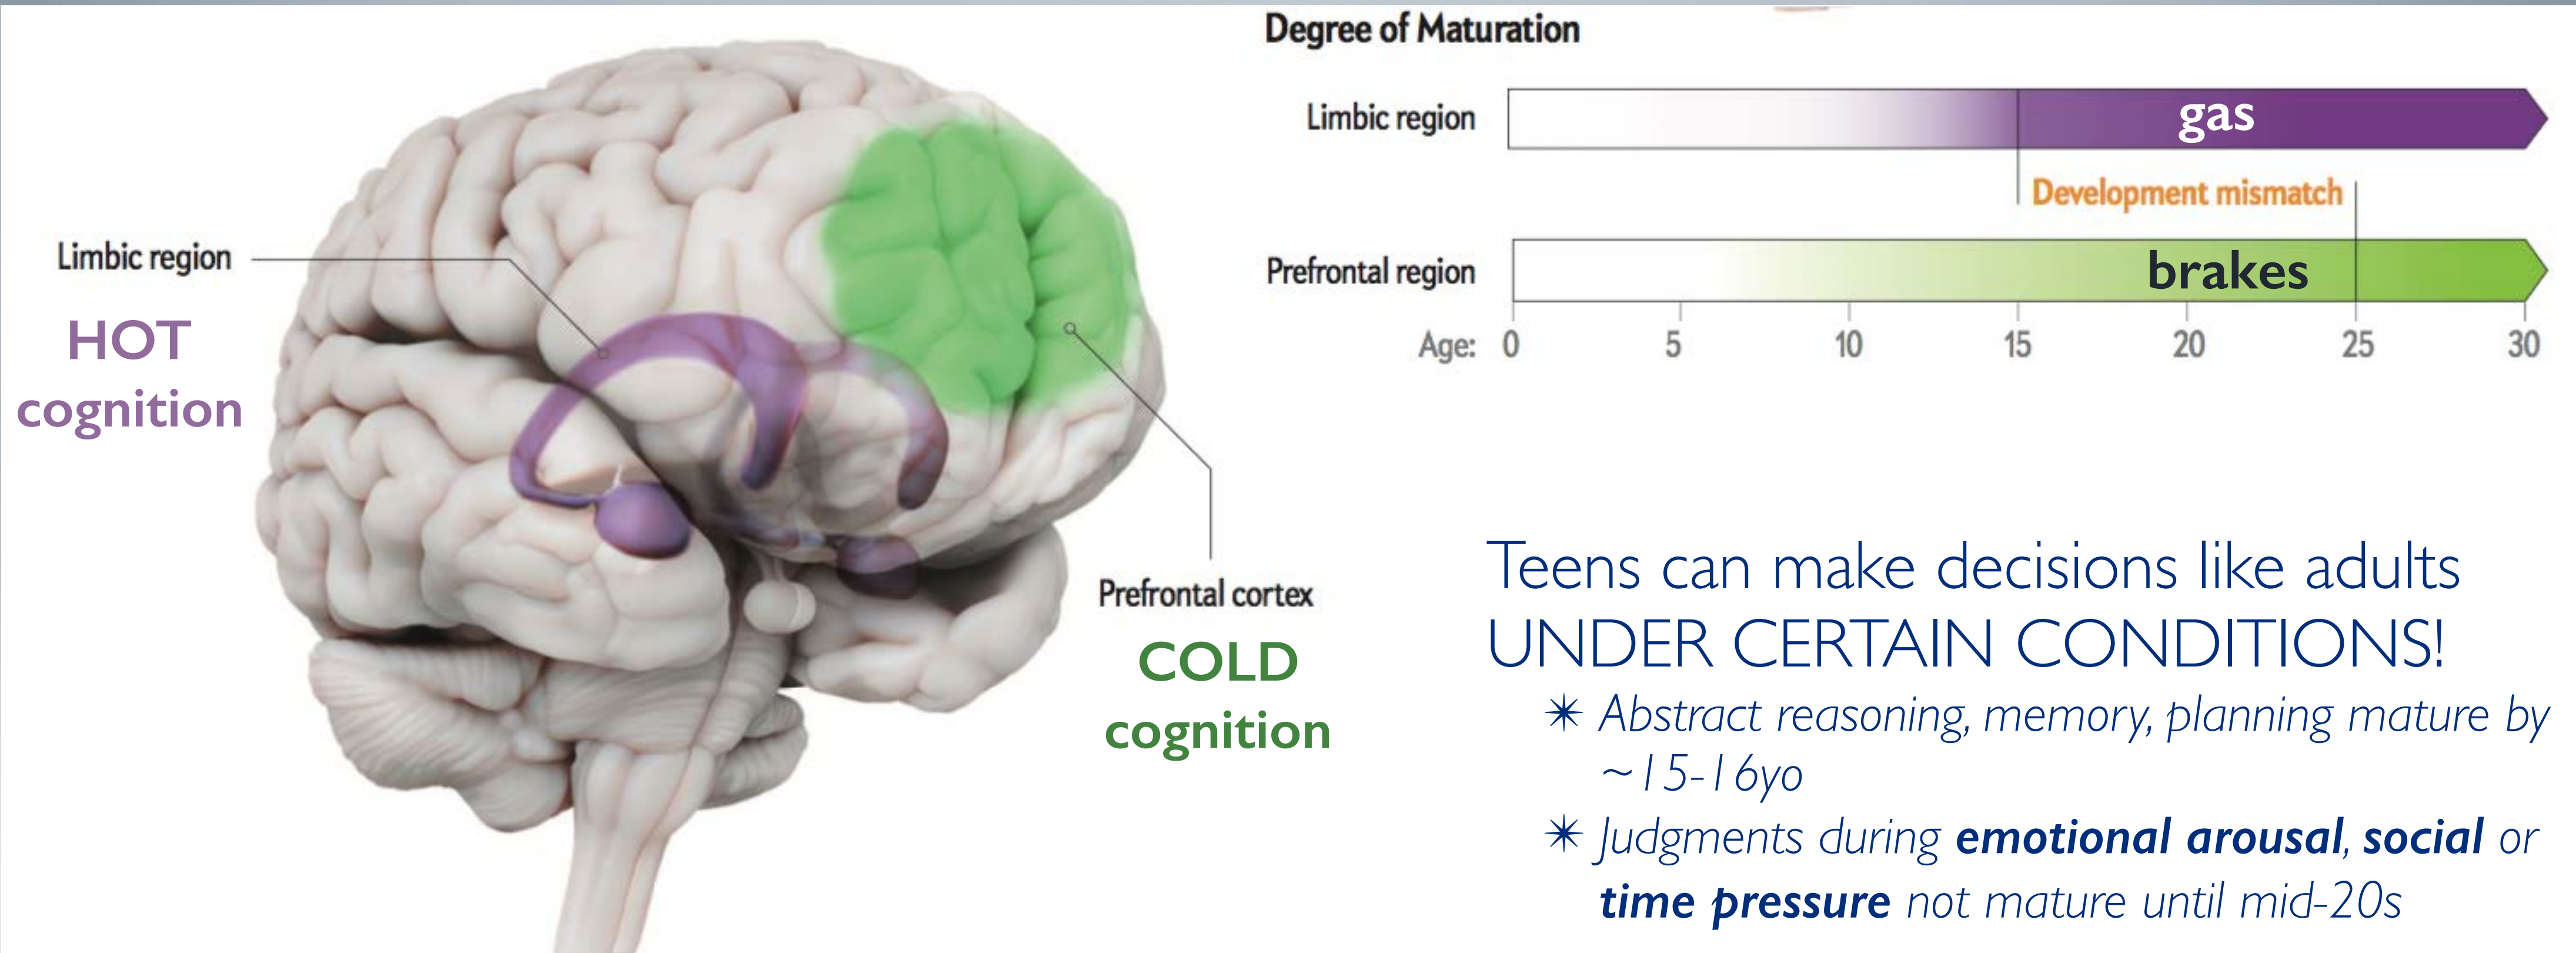 Degree of Maturation
Limbic region
gas
Development mismatch
Prefrontal region
brakes
Age: 0 5 10 15 20 25 30
Limbic region
HOT
cognition
Prefrontal cortex
COLD
cognition
Teens can make decisions like adults
UNDER CERTAIN CONDITIONS!
✴ Abstract reasoning, memory, planning mature by
~15-16yo
✴ Judgments during emotional arousal, social or
time pressure not mature until mid-20s